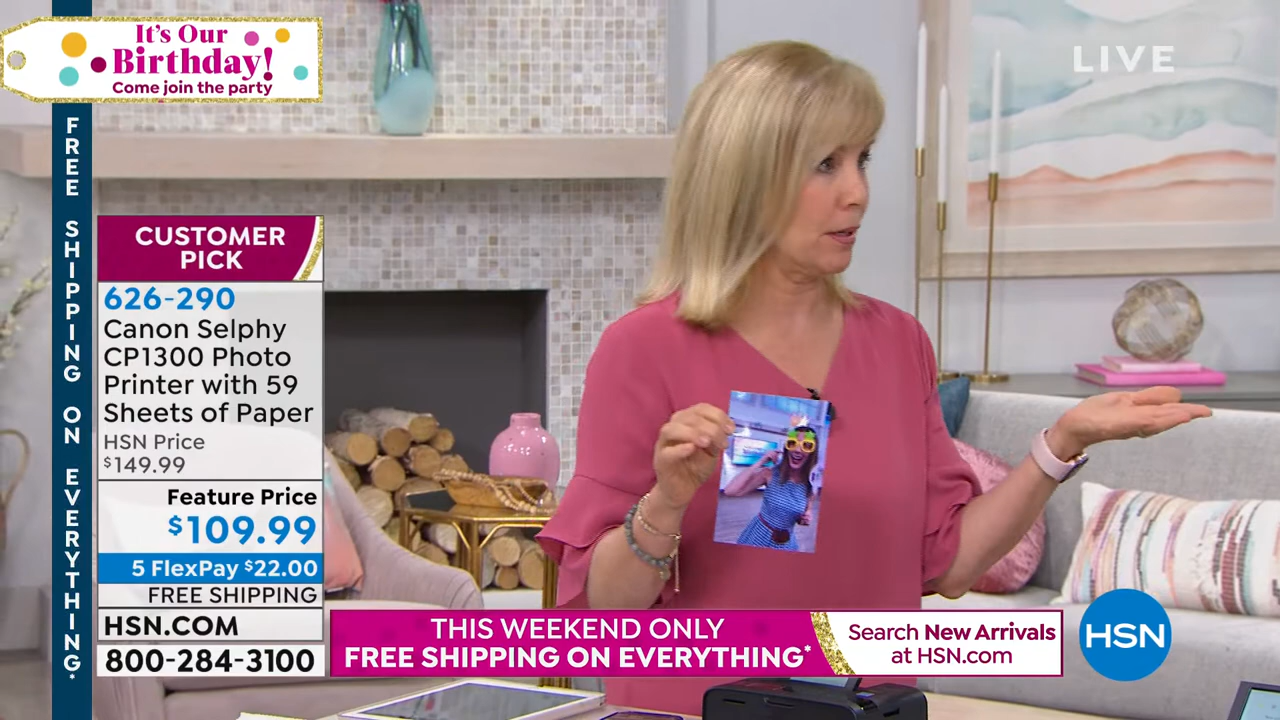 It's Our
Birthday!
Come join the party
LIVE
FREE SHIPPING ON EVERYTHING*
CUSTOMER
PICK
626-290
Canon Selphy
CP1300 Photo
Printer with 59
Sheets of Paper
HSN Price
$149.99
Feature Price
$109.99
5 FlexPay $22.00
FREE SHIPPING
HSN.COM
800-284-3100
THIS WEEKEND ONLY
FREE SHIPPING ON EVERYTHING*
Search New Arrivals
at HSN.com
HSN